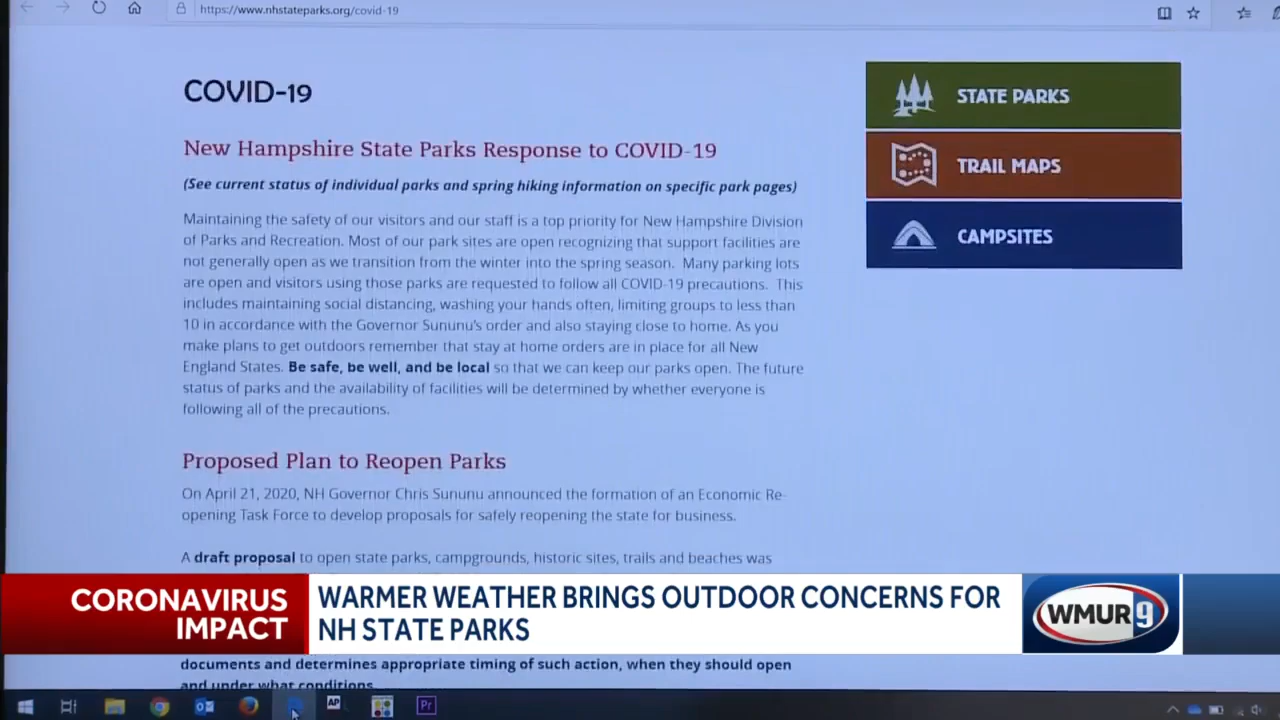 https://www.nhstateparks.org/covid-19
COVID-19
New Hampshire State Parks Response to COVID-19
(See current status of individual parks and spring hiking information on specific park pages)
Maintaining the safety of our visitors and our staff is a top priority for New Hampshire Division
of Parks and Recreation. Most of our park sites are open recognizing that support facilities are
not generally open as we transition from the winter into the spring season. Many parking lots
are open and visitors using those parks are requested to follow all COVID-19 precautions. This
includes maintaining social distancing, washing your hands often, limiting groups to less than
10 in accordance with the Governor Sununu's order and also staying close to home. As you
make plans to get outdoors remember that stay at home orders are in place for all New
England States. Be safe, be well, and be local so that we can keep our parks open. The future
status of parks and the availability of facilities will be determined by whether everyone is
following all of the precautions.
STATE PARKS
TRAIL MAPS
CAMPSITES
Proposed Plan to Reopen Parks
On April 21, 2020, NH Governor Chris Sununu announced the formation of an Economic Re-
opening Task Force to develop proposals for safely reopening the state for business.
A draft proposal to open state parks, campgrounds, historic sites, trails and beaches was
CORONAVIRUS
IMPACT
WARMER WEATHER BRINGS OUTDOOR CONCERNS FOR
NH STATE PARKS
WMUR 9
documents and determines appropriate timing of such action, when they should open
and under what conditions.
AP
Pr